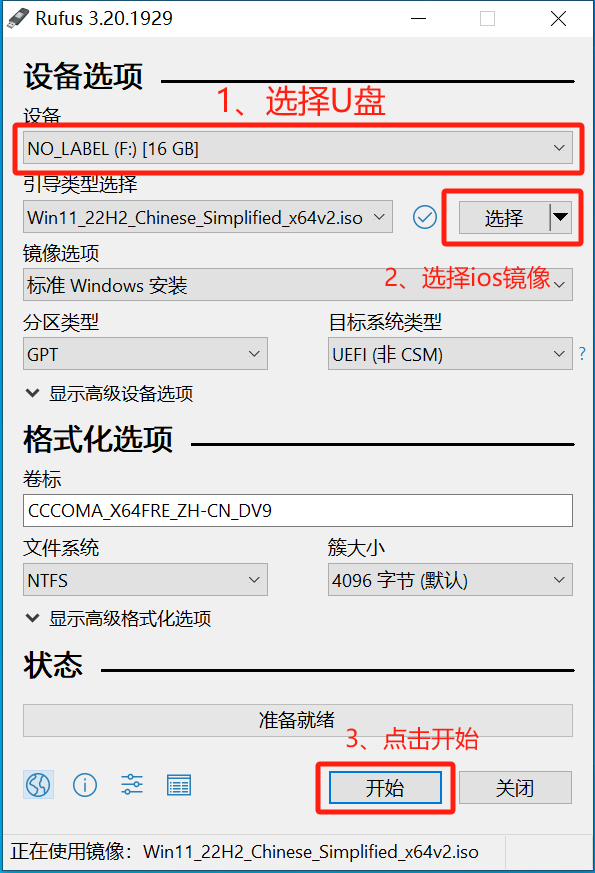 Rufus 3.20.1929
设备选项
1、选择U盘
设备
NO_LABEL (F:) [16 GB]
引导类型选择
Win11_22H2_Chinese_Simplified_x64v2.iso
选择
镜像选项
2、选择ios镜像
标准 Windows 安装
分区类型
目标系统类型
GPT
UEFI (非 CSM)
?
显示高级设备选项
格式化选项
卷标
CCCOMA_X64FRE_ZH-CN_DV9
文件系统
簇大小
NTFS
4096 字节 (默认)
显示高级格式化选项
状态
准备就绪
3、点击开始
开始
关闭
正在使用镜像：Win11_22H2_Chinese_Simplified_x64v2.iso